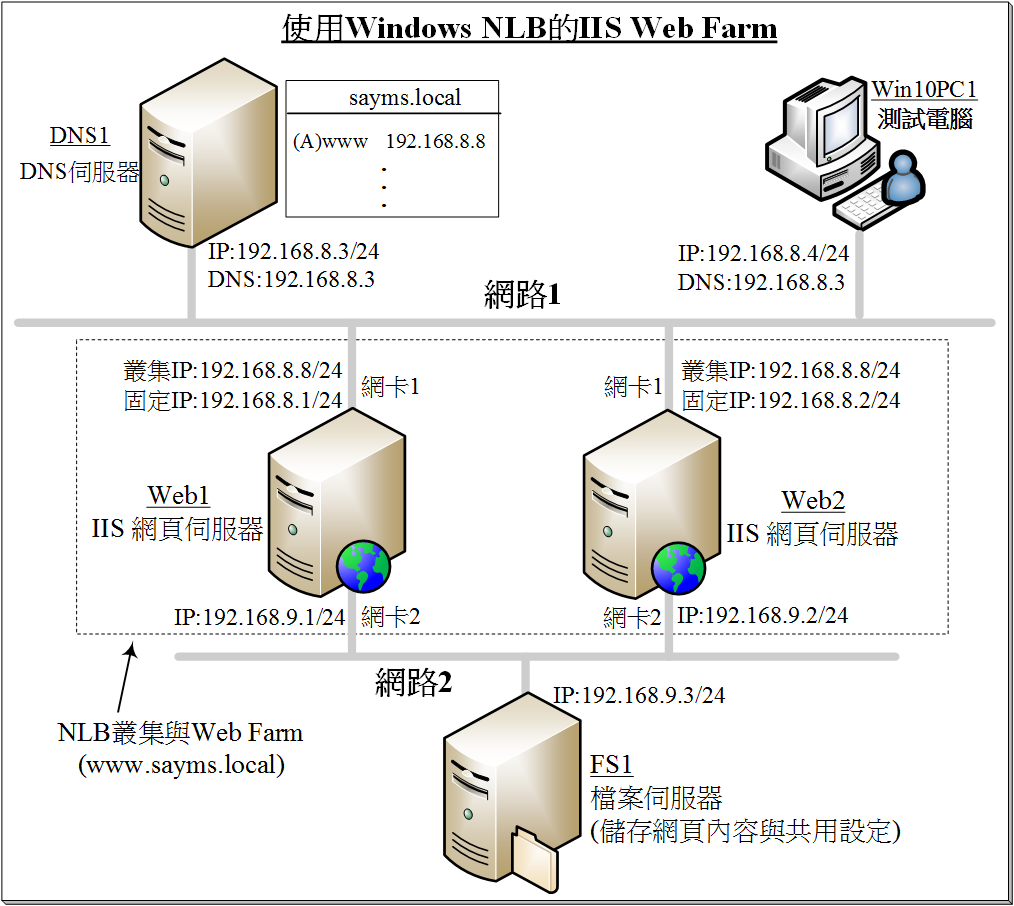 使用Windows NLB的IIS Web Farm
DNS1
DNS伺服器
sayms.local
(A)www 192.168.8.8
Win10PC1
測試電腦
IP:192.168.8.3/24
DNS:192.168.8.3
IP:192.168.8.4/24
DNS:192.168.8.3
網路1
叢集IP:192.168.8.8/24
固定IP:192.168.8.1/24
網卡1
網卡1
叢集IP:192.168.8.8/24
固定IP:192.168.8.2/24
Web1
IIS 網頁伺服器
Web2
IIS 網頁伺服器
IP:192.168.9.1/24
網卡2
網卡2
IP:192.168.9.2/24
網路2
NLB叢集與Web Farm
(www.sayms.local)
IP:192.168.9.3/24
FS1
檔案伺服器
(儲存網頁內容與共用設定)